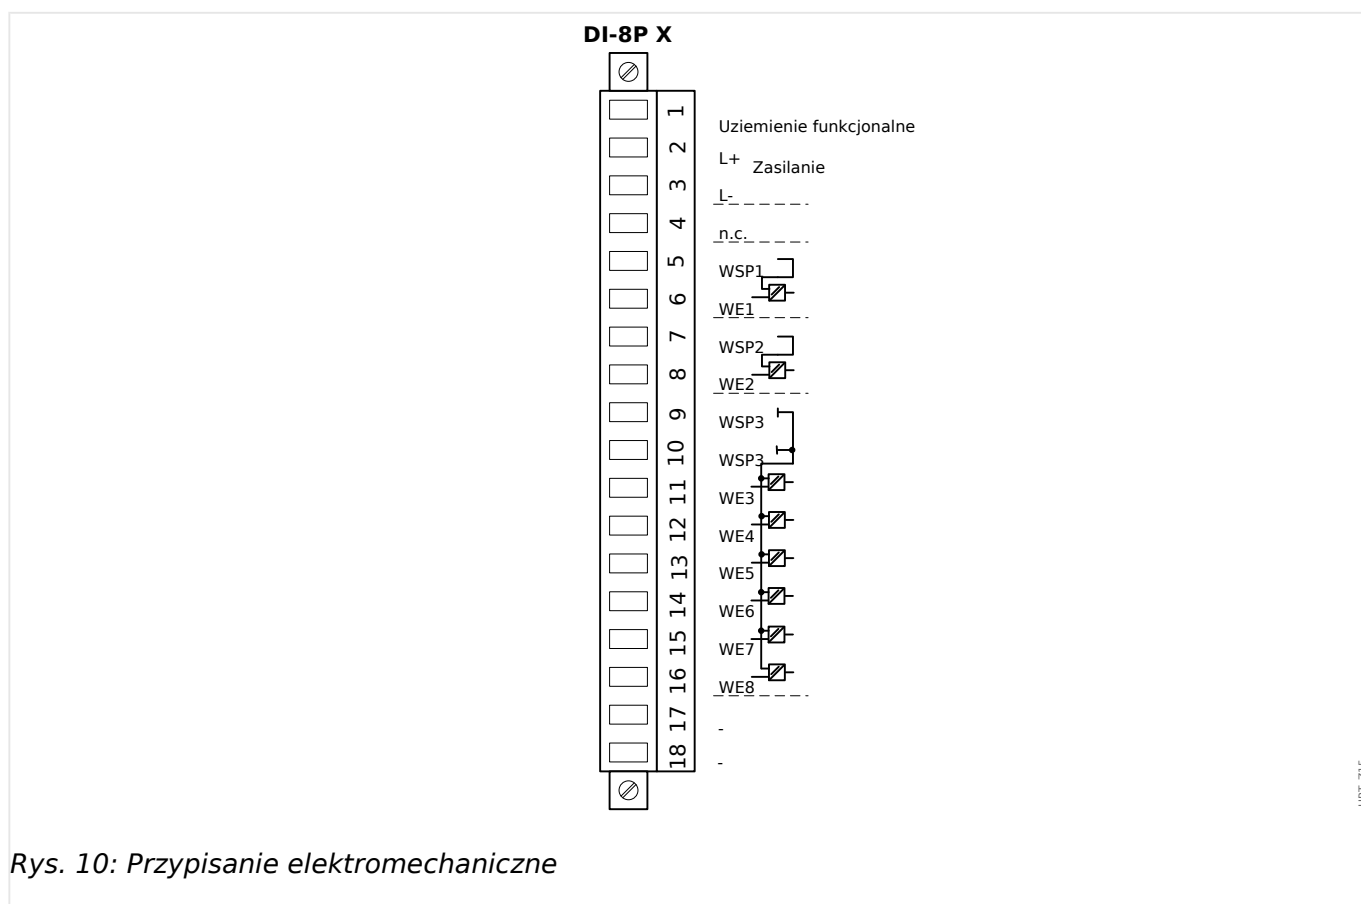 DI-8P X
1
Uziemienie funkcjonalne
2
L+
Zasilanie
3
L-
4
n.c.
5
WSP1
6
WE1
7
WSP2
8
WE2
9
WSP3
10
WSP3
11
WE3
12
WE4
13
WE5
14
WE6
15
WE7
16
WE8
17
-
18
-
Rys. 10: Przypisanie elektromechaniczne